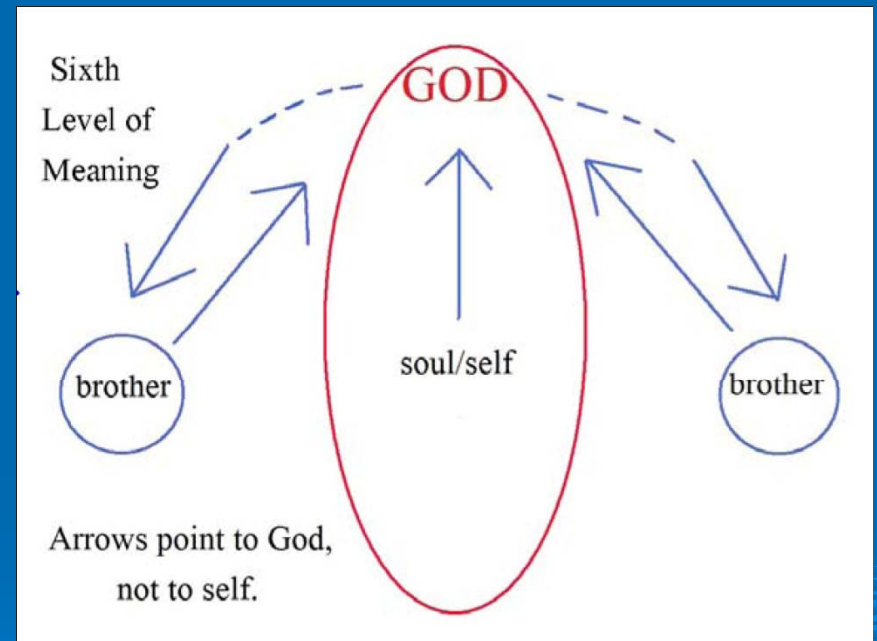 Sixth
Level of
Meaning
GOD
soul/self
brother
brother
Arrows point to God,
not to self.